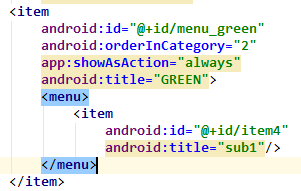 <item
android:id="@+id/menu_green"
android:orderInCategory="2"
app:showAsAction="always"
android:title="GREEN">
<menu>
<item
android:id="@+id/item4"
android:title="sub1"/>
</menu>
</item>